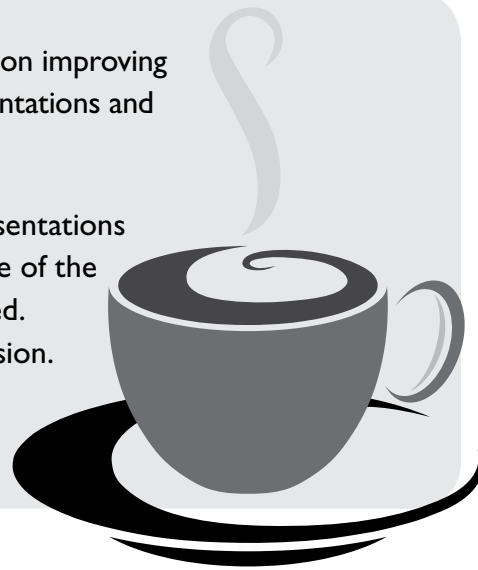 on improving
ntations and
sentations
e of the
ed.
sion.